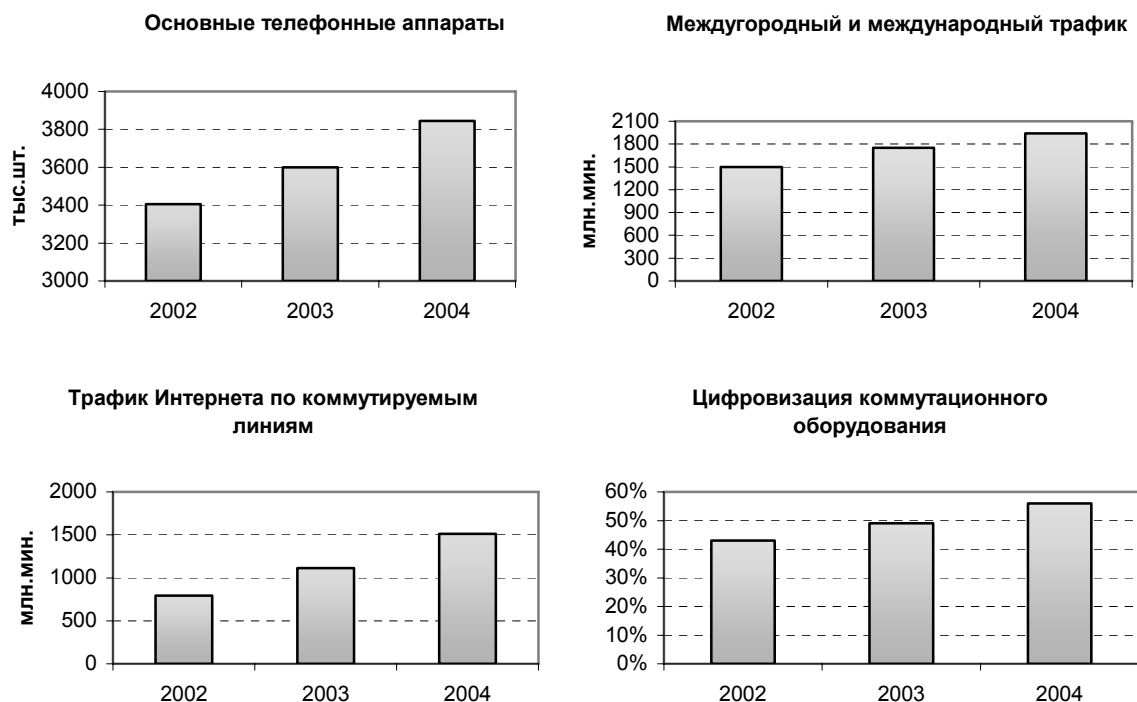 Основные телефонные аппараты
тыс.шт.
4000
3800
3600
3400
3200
3000
2002 2003 2004
Междугородный и международный трафик
млн.мин.
2100
1800
1500
1200
900
600
300
0
2002 2003 2004
Трафик Интернета по коммутируемым
линиям
млн.мин.
2000
1500
1000
500
0
2002 2003 2004
Цифровизация коммутационного
оборудования
60%
50%
40%
30%
20%
10%
0%
2002 2003 2004